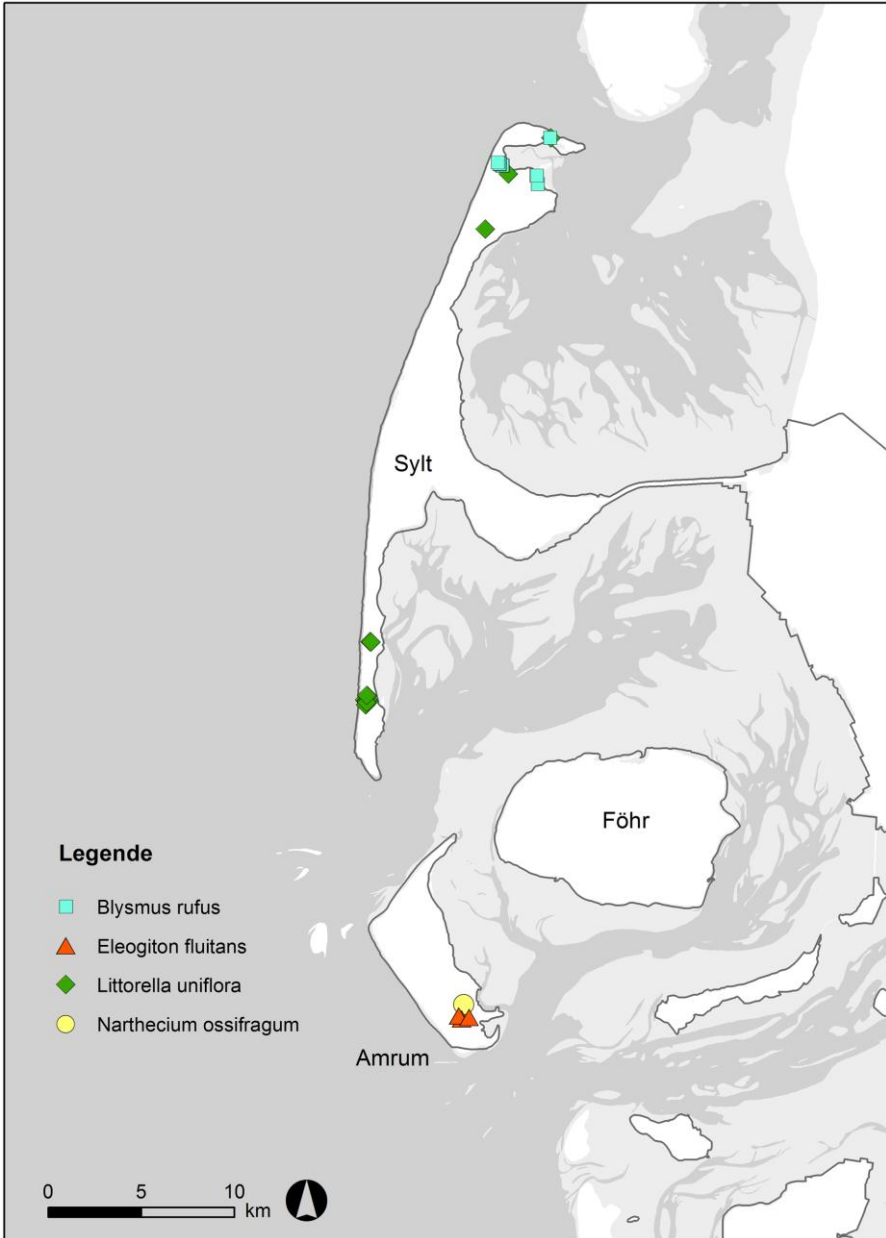 Sylt
Föhr
Legende
Blysmus rufus
Eleogiton fluitans
Littorella uniflora
Narthecium ossifragum
Amrum
0 5 10
km